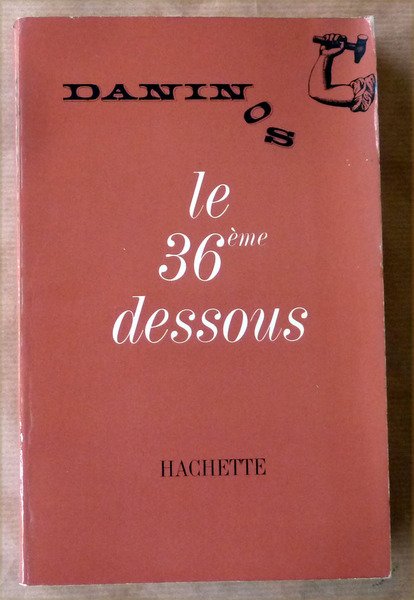 DANINOS
le
36ème
dessous
HACHETTE